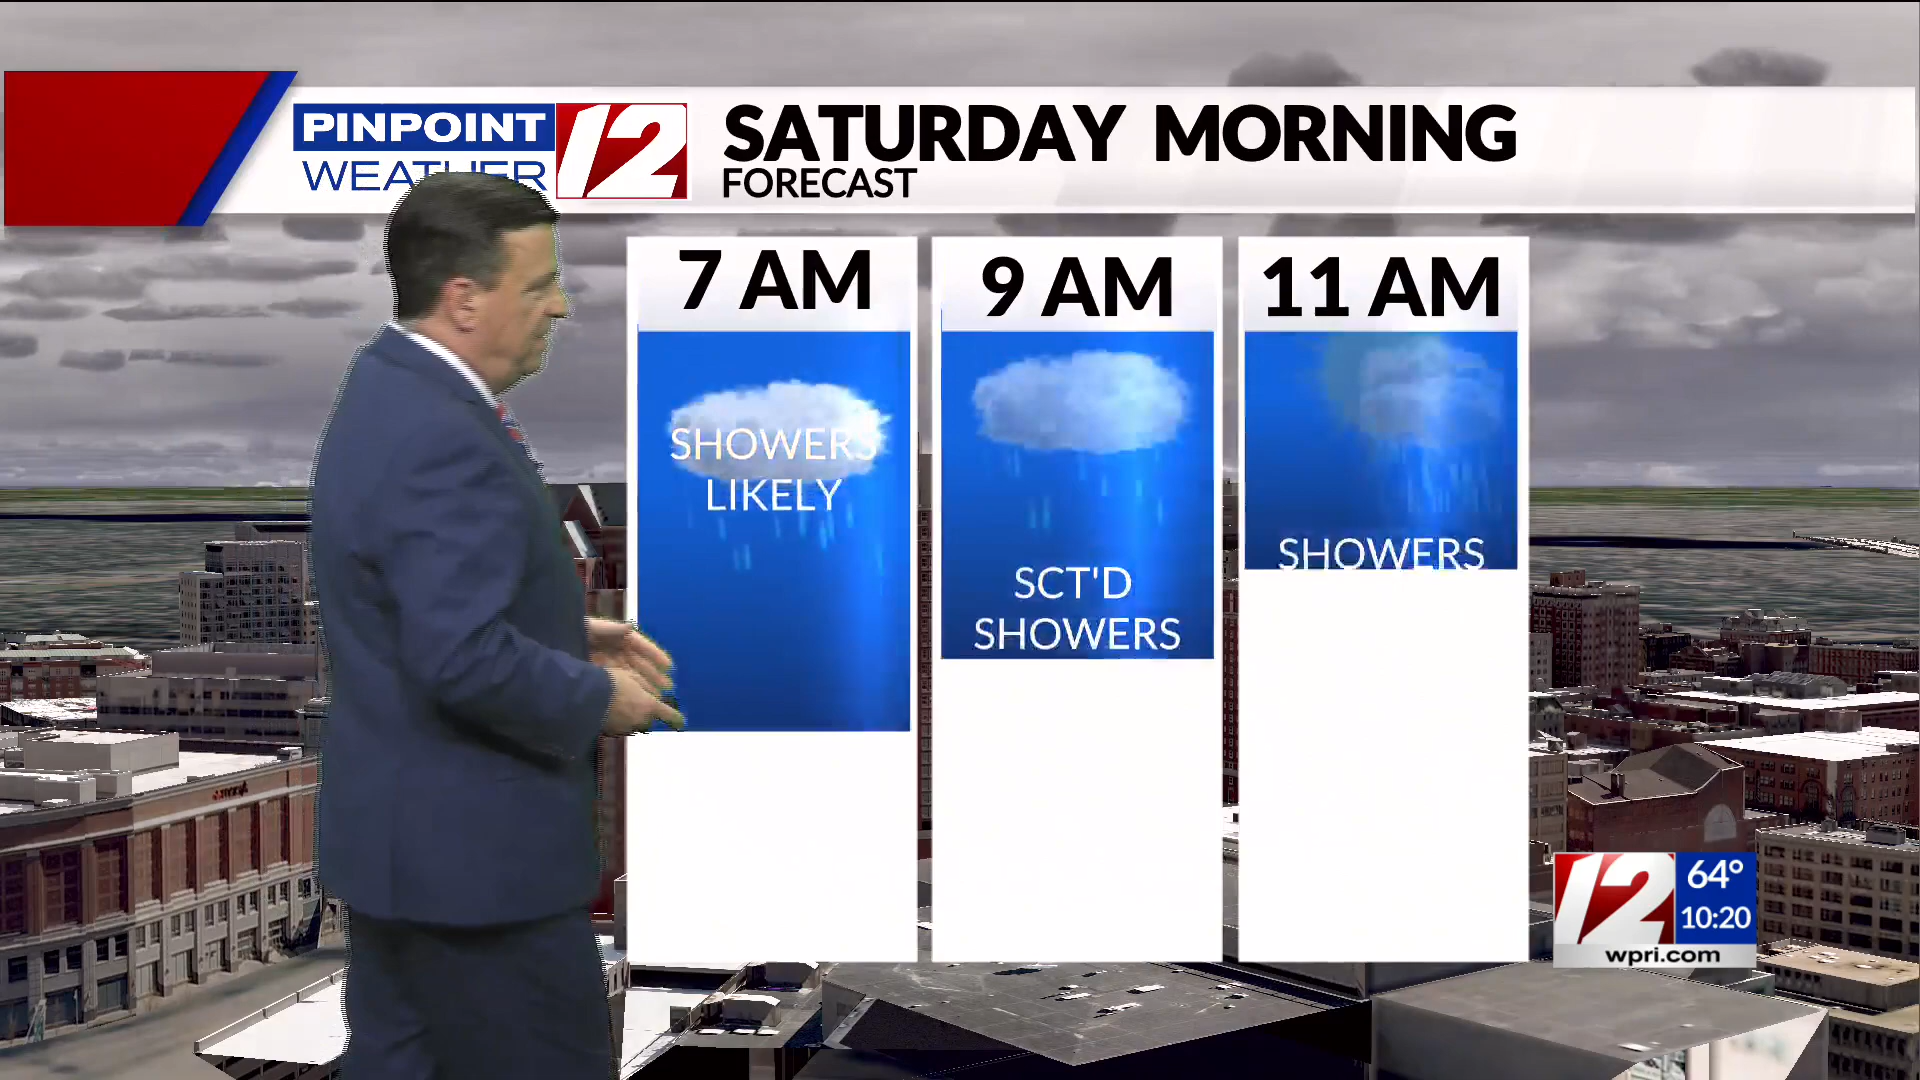 PINPOINT
WEATHER
12
SATURDAY MORNING
FORECAST
7 AM
9 AM
11 AM
SHOWERS
LIKELY
SCT'D
SHOWERS
SHOWERS
12
64°
10:20
wpri.com